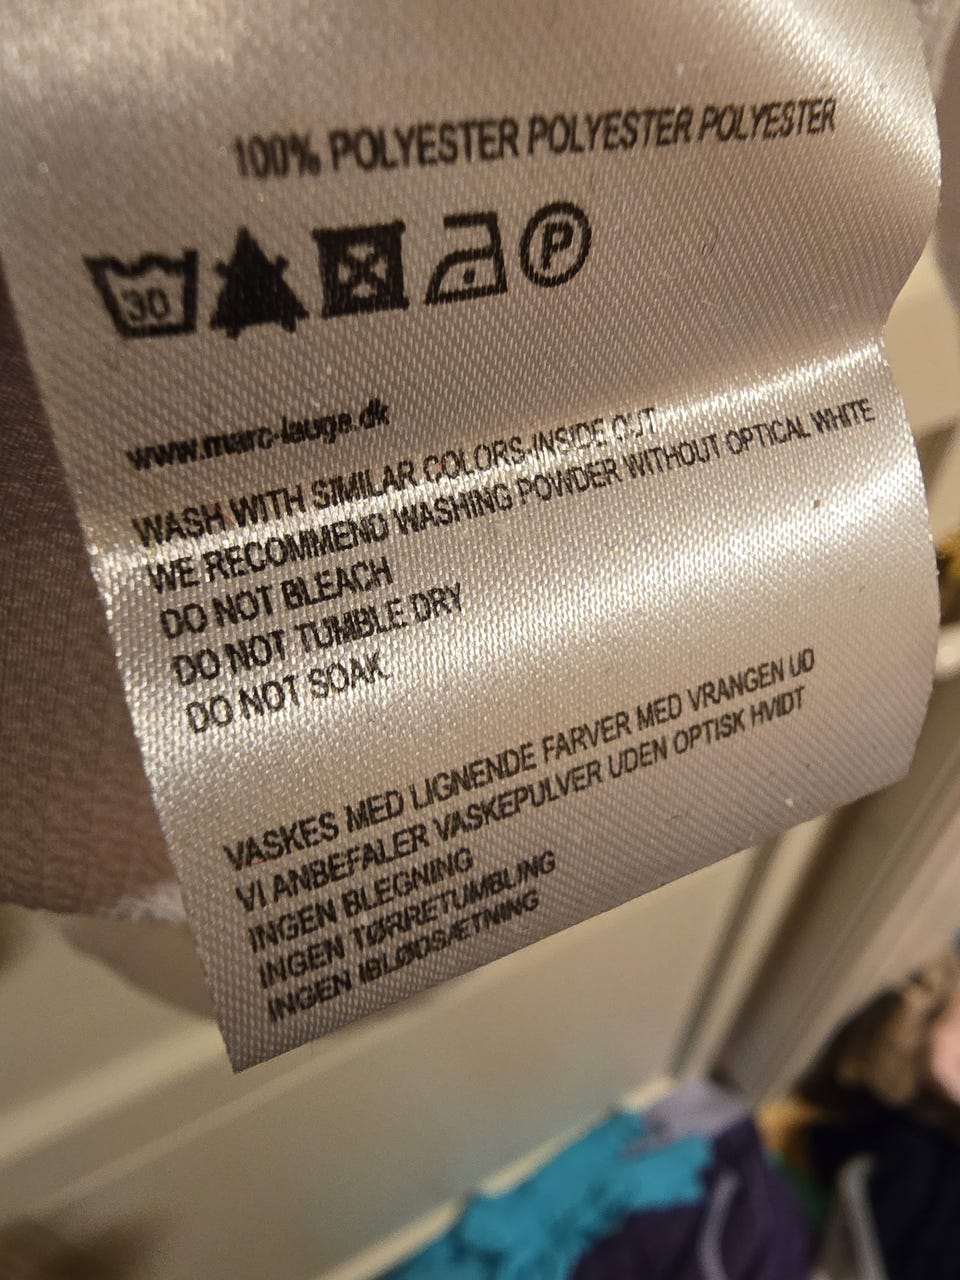 100% POLYESTER POLYESTER POLYESTER
30 P
www.marc-lauge.dk
WASH WITH SIMILAR COLORS-INSIDE OUT
WE RECOMMEND WASHING POWDER WITHOUT OPTICAL WHITE
DO NOT BLEACH
DO NOT TUMBLE DRY
DO NOT SOAK
VASKES MED LIGNENDE FARVER MED VRANGEN UD
VI ANBEFALER VASKEPULVER UDEN OPTISK HVIDT
INGEN BLEGNING
INGEN TØRRETUMBLING
INGEN IBLØDSÆTNING